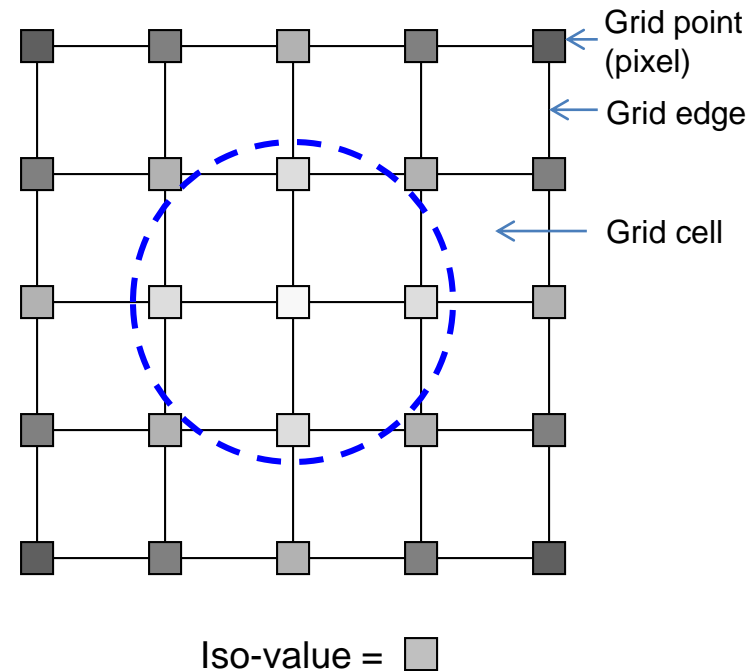 Grid point
(pixel)
Grid edge
Grid cell
Iso-value =